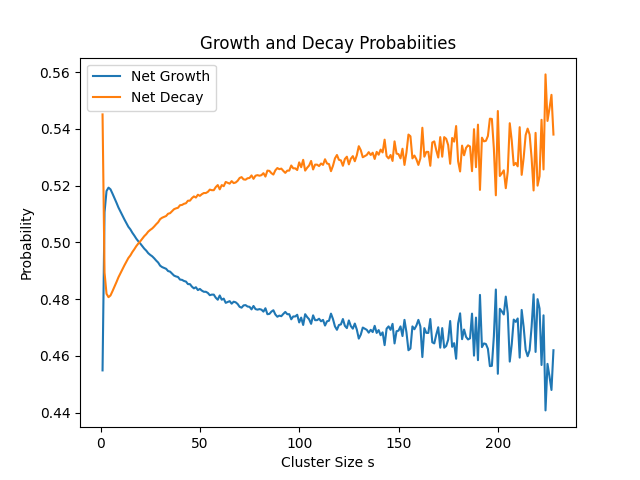 Growth and Decay Probabiities
Net Growth
Net Decay
0.56
0.54
0.52
0.50
0.48
0.46
0.44
Probability
0
50
100
150
200
Cluster Size s